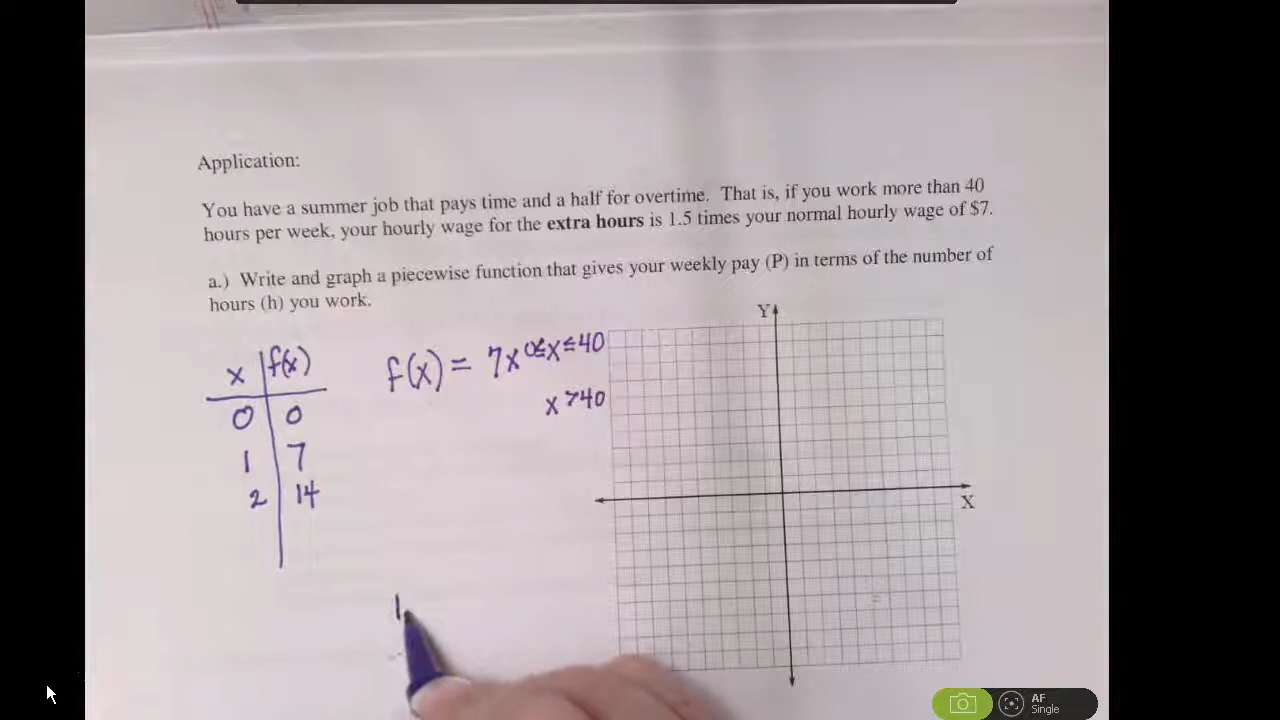 Application:
You have a summer job that pays time and a half for overtime. That is, if you work more than 40
hours per week, your hourly wage for the extra hours is 1.5 times your normal hourly wage of $7.
a.) Write and graph a piecewise function that gives your weekly pay (P) in terms of the number of
hours (h) you work.
Y
x f(x)
f(x) = 7x 0≤x≤40
x >40
0 0
1 7
2 14
X
1
AF
Single